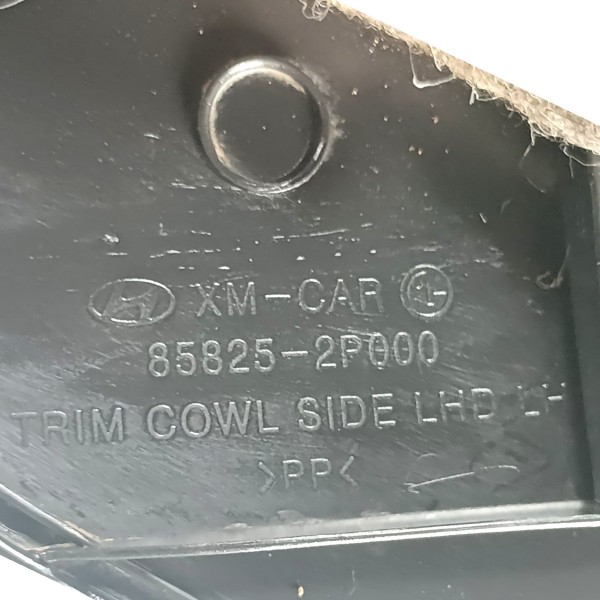 XM-CAR
85825-2P000
TRIM COWL SIDE LHD LH
>PP<